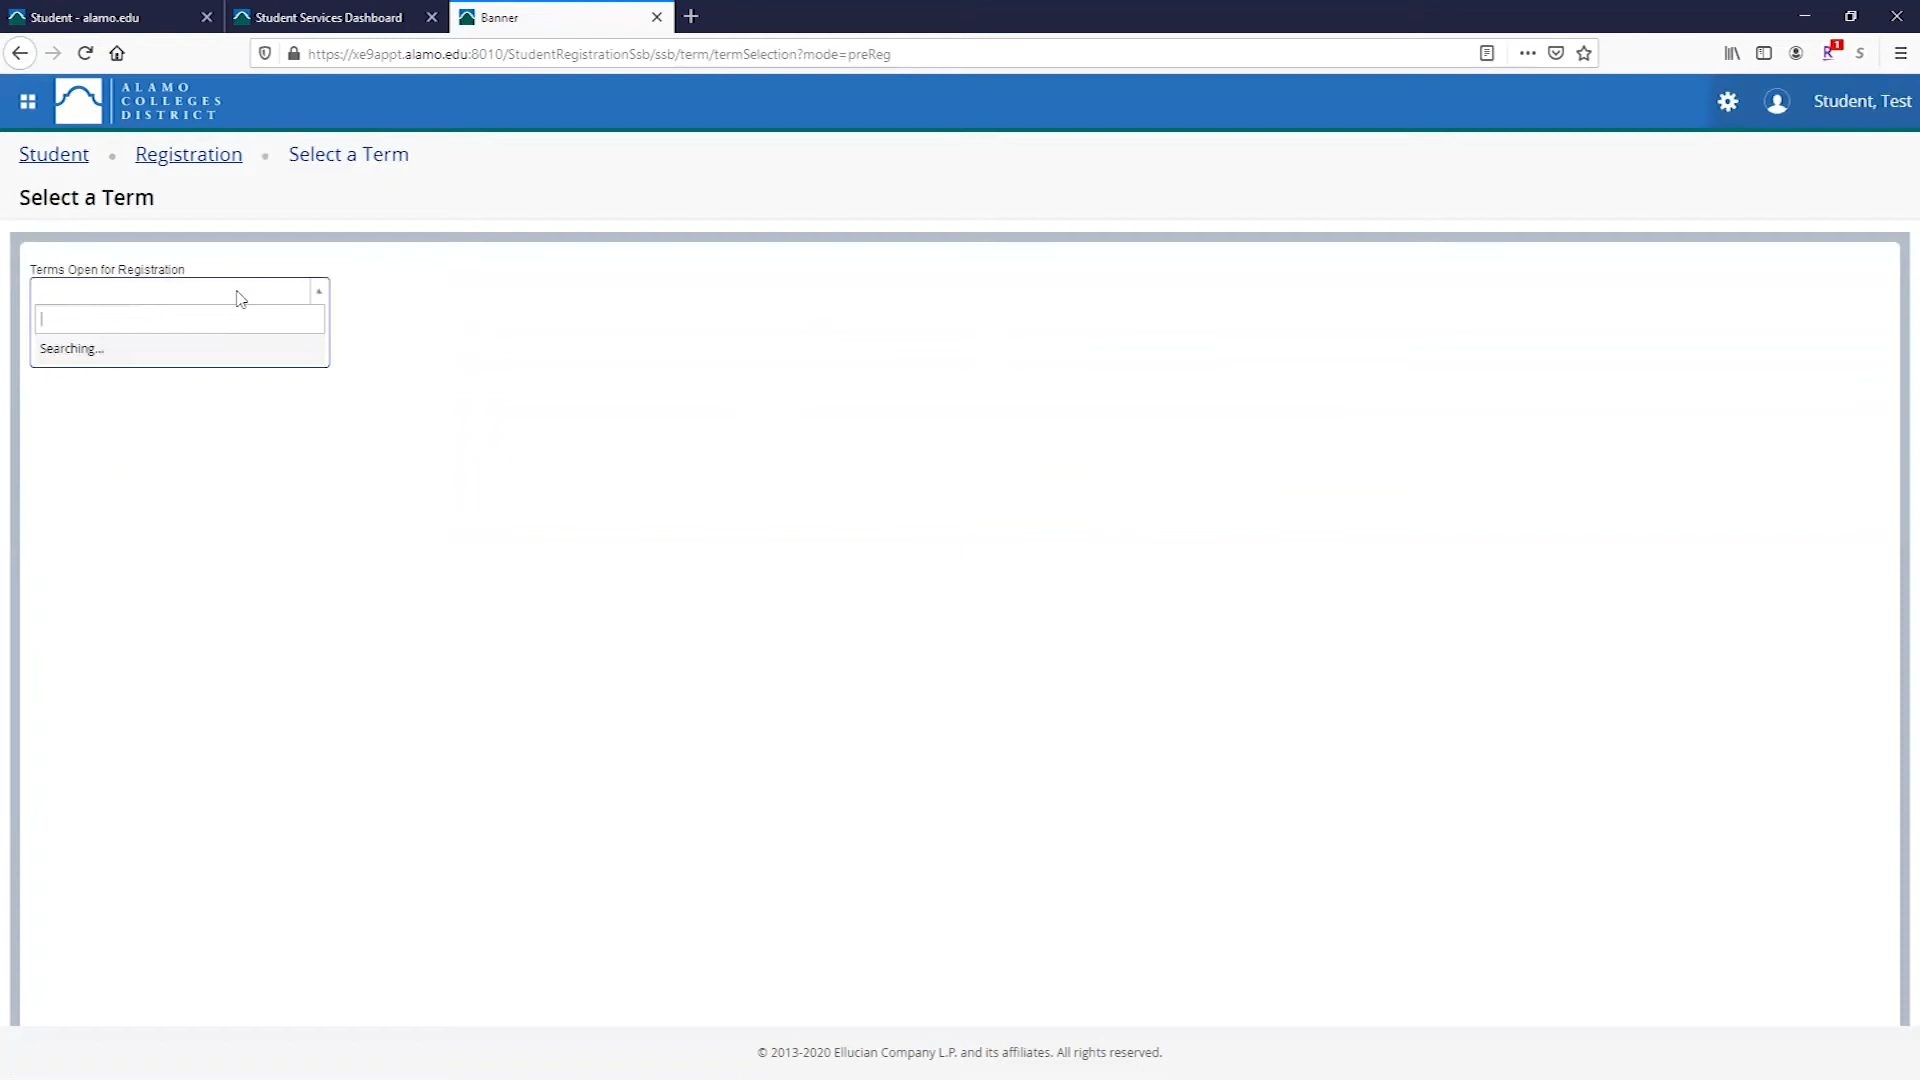 Student - alamo.edu
Student Services Dashboard
Banner
https://xe9appt.alamo.edu:8010/StudentRegistrationSsb/ssb/term/termSelection?mode=preReg
1
R
S
ALAMO
COLLEGES
DISTRICT
Student, Test
Student • Registration • Select a Term
Select a Term
Terms Open for Registration
Searching...
© 2013-2020 Ellucian Company L.P. and its affiliates. All rights reserved.